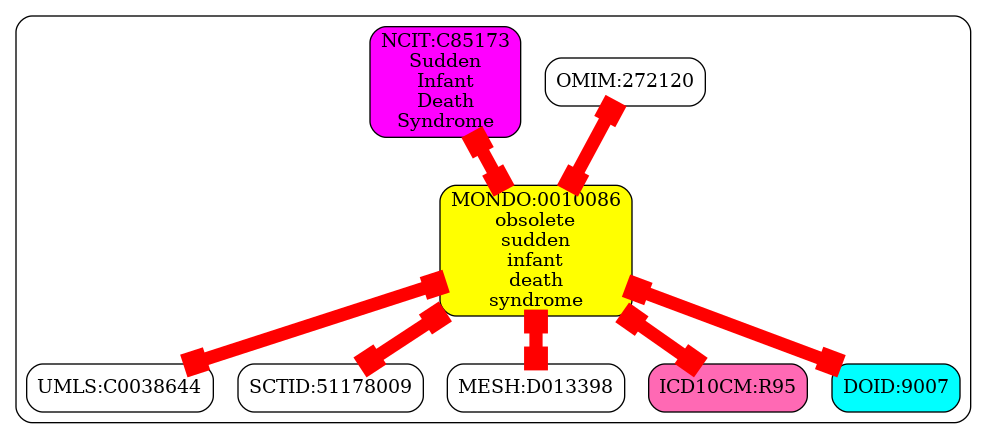 NCIT:C85173
Sudden
Infant
Death
Syndrome
OMIM:272120
MONDO:0010086
obsolete
sudden
infant
death
syndrome
UMLS:C0038644
SCTID:51178009
MESH:D013398
ICD10CM:R95
DOID:9007